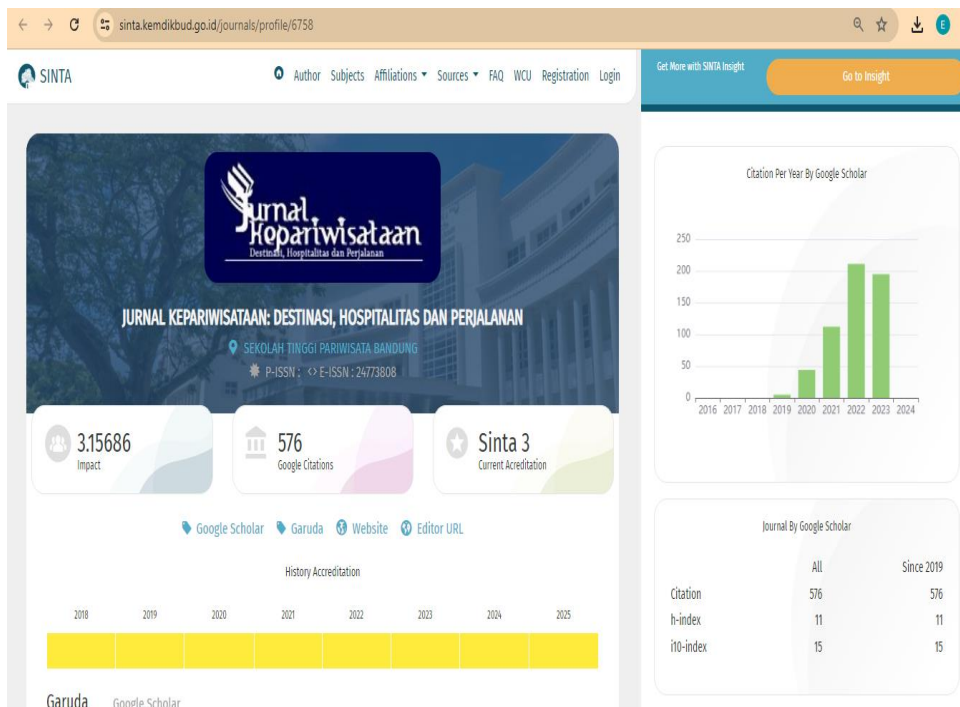 sinta.kemdikbud.go.id/journals/profile/6758
E
SINTA
Author Subjects Affiliations Sources FAQ WCU Registration Login
Get More with SINTA Insight
Go to Insight
Jurnal
Kepariwisataan
Destinasi, Hospitalitas dan Perjalanan
JURNAL KEPARIWISATAAN: DESTINASI, HOSPITALITAS DAN PERJALANAN
SEKOLAH TINGGI PARIWISATA BANDUNG
P-ISSN : <> E-ISSN : 24773808
3.15686
Impact
576
Google Citations
Sinta 3
Current Acreditation
Google Scholar Garuda Website Editor URL
History Accreditation
2018 2019 2020 2021 2022 2023 2024 2025
Garuda Google Scholar
Citation Per Year By Google Scholar
250
200
150
100
50
0
2016 2017 2018 2019 2020 2021 2022 2023 2024
Journal By Google Scholar
All Since 2019
Citation 576 576
h-index 11 11
i10-index 15 15